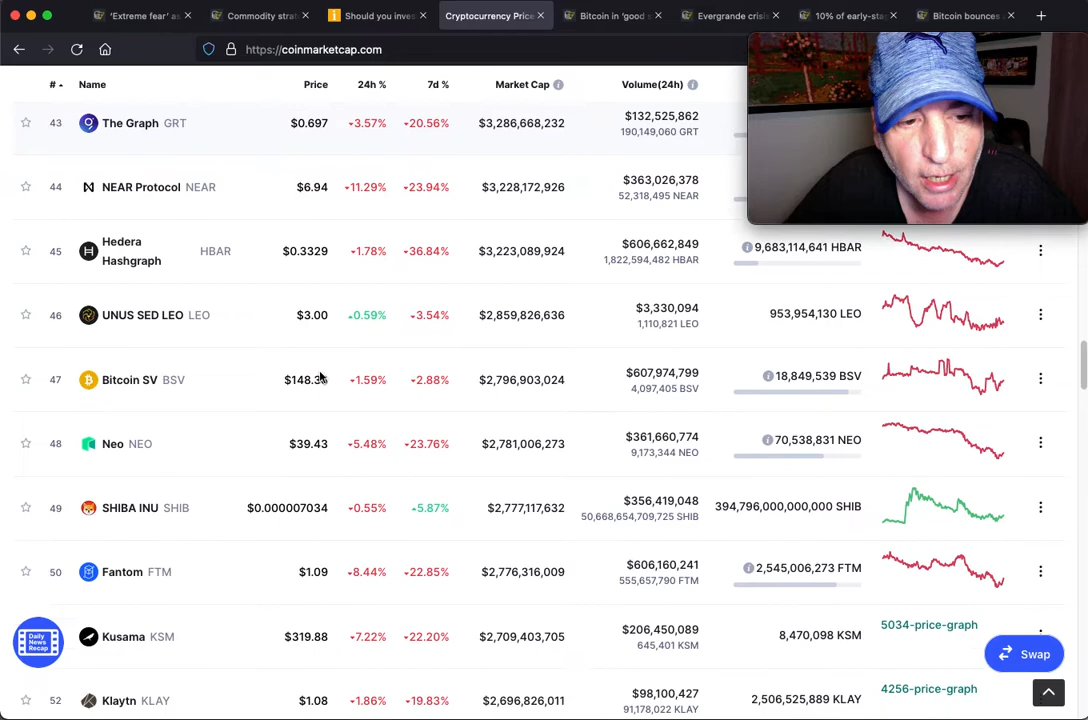 'Extreme fear' as
Commodity strat
Should you inves
Cryptocurrency Price
Bitcoin in 'good s
Evergrande crisis
10% of early-sta
Bitcoin bounces
https://coinmarketcap.com
# Name Price 24h % 7d % Market Cap Volume(24h)
43 The Graph GRT $0.697 3.57% 20.56% $3,286,668,232 $132,525,862
190,149,060 GRT
44 NEAR Protocol NEAR $6.94 11.29% 23.94% $3,228,172,926 $363,026,378
52,318,495 NEAR
45 Hedera Hashgraph HBAR $0.3329 1.78% 36.84% $3,223,089,924 $606,662,849 9,683,114,641 HBAR
1,822,594,482 HBAR
46 UNUS SED LEO LEO $3.00 0.59% 3.54% $2,859,826,636 $3,330,094 953,954,130 LEO
1,110,821 LEO
47 Bitcoin SV BSV 1.59% 2.88% $2,796,903,024 $607,974,799 18,849,539 BSV
4,097,405 BSV
48 Neo NEO $39.43 5.48% 23.76% $2,781,006,273 $361,660,774 70,538,831 NEO
9,173,344 NEO
49 SHIBA INU SHIB $0.000007034 0.55% 5.87% $2,777,117,632 $356,419,048 394,796,000,000,000 SHIB
50,668,654,709,725 SHIB
50 Fantom FTM $1.09 8.44% 22.85% $2,776,316,009 $606,160,241 2,545,006,273 FTM
555,657,790 FTM
Kusama KSM $319.88 7.22% 22.20% $2,709,403,705 $206,450,089 8,470,098 KSM 5034-price-graph
645,401 KSM
Daily
News
Recap
Swap
52 Klaytn KLAY $1.08 1.86% 19.83% $2,696,826,011 $98,100,427 2,506,525,889 KLAY 4256-price-graph
91,178,022 KLAY